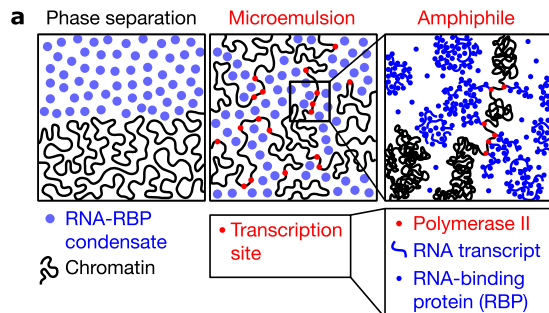 a
Phase separation
Microemulsion
Amphiphile
RNA-RBP
condensate
Chromatin
Transcription
site
Polymerase II
RNA transcript
RNA-binding
protein (RBP)